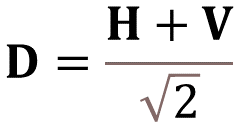 D = (H + V) / √2